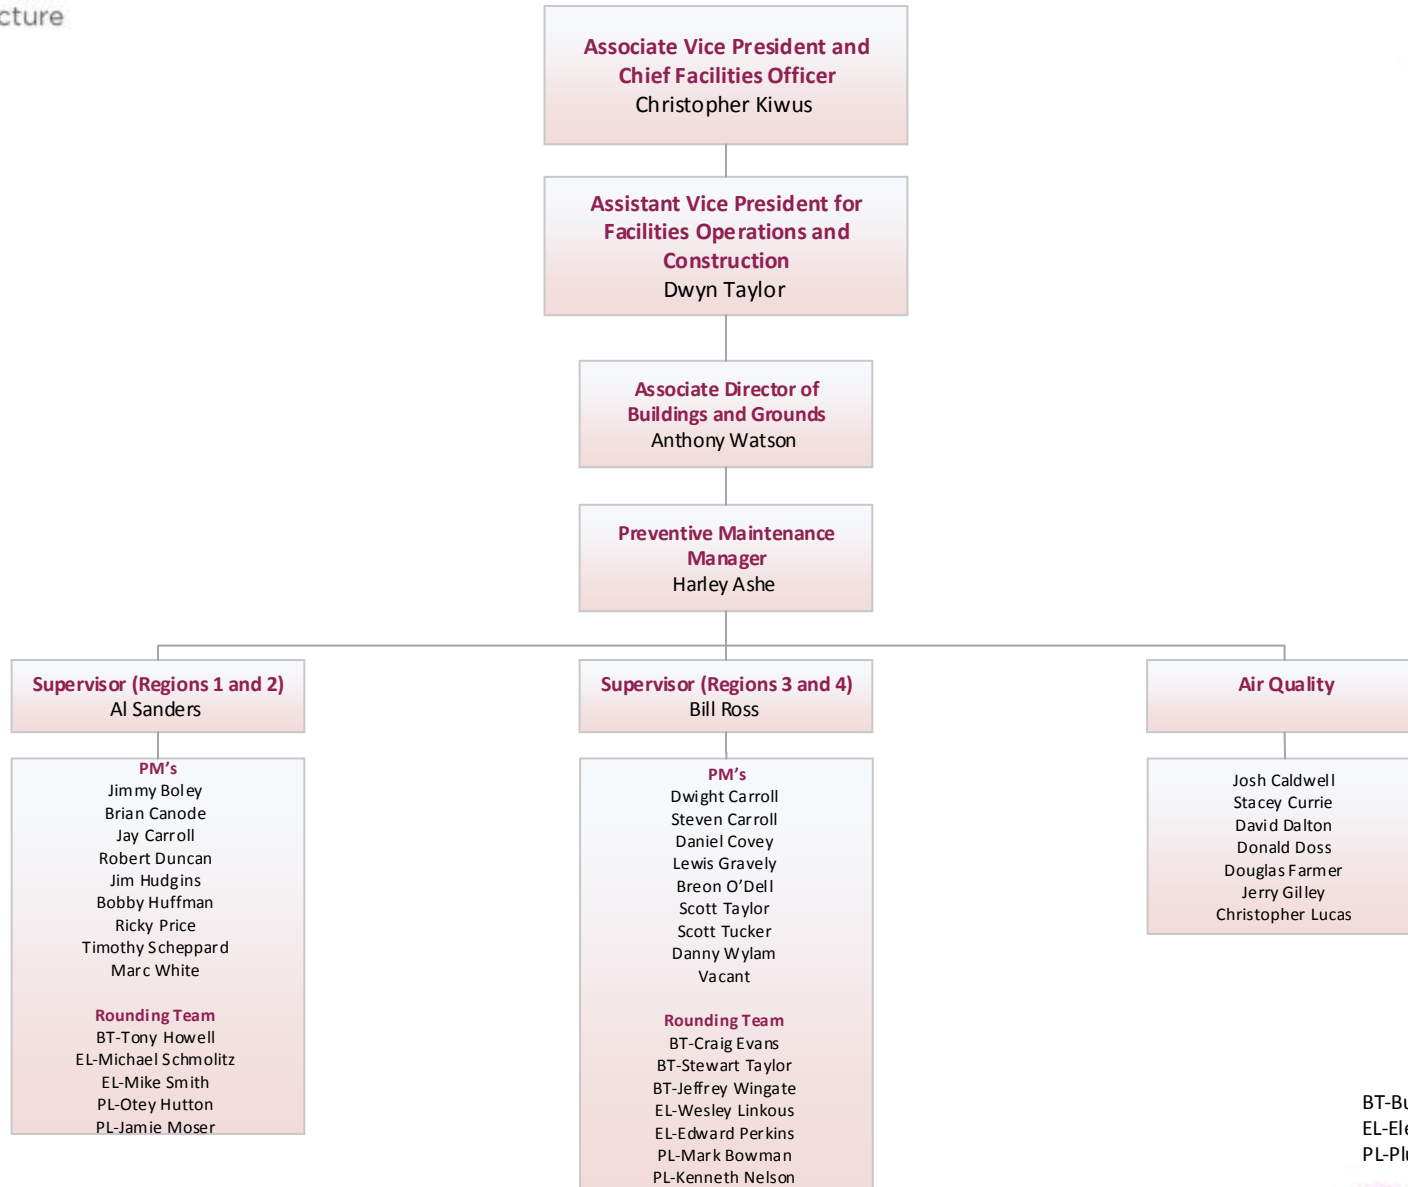 Associate Vice President and
Chief Facilities Officer
Christopher Kiwus
Assistant Vice President for
Facilities Operations and
Construction
Dwyn Taylor
Associate Director of
Buildings and Grounds
Anthony Watson
Preventive Maintenance
Manager
Harley Ashe
Supervisor (Regions 1 and 2)
Al Sanders
PM's
Jimmy Boley
Brian Canode
Jay Carroll
Robert Duncan
Jim Hudgins
Bobby Huffman
Ricky Price
Timothy Scheppard
Marc White
Rounding Team
BT-Tony Howell
EL-Michael Schmolitz
EL-Mike Smith
PL-Otey Hutton
PL-Jamie Moser
Supervisor (Regions 3 and 4)
Bill Ross
PM's
Dwight Carroll
Steven Carroll
Daniel Covey
Lewis Gravely
Breon O'Dell
Scott Taylor
Scott Tucker
Danny Wylam
Vacant
Rounding Team
BT-Craig Evans
BT-Stewart Taylor
BT-Jeffrey Wingate
EL-Wesley Linkous
EL-Edward Perkins
PL-Mark Bowman
PL-Kenneth Nelson
Air Quality
Josh Caldwell
Stacey Currie
David Dalton
Donald Doss
Douglas Farmer
Jerry Gilley
Christopher Lucas